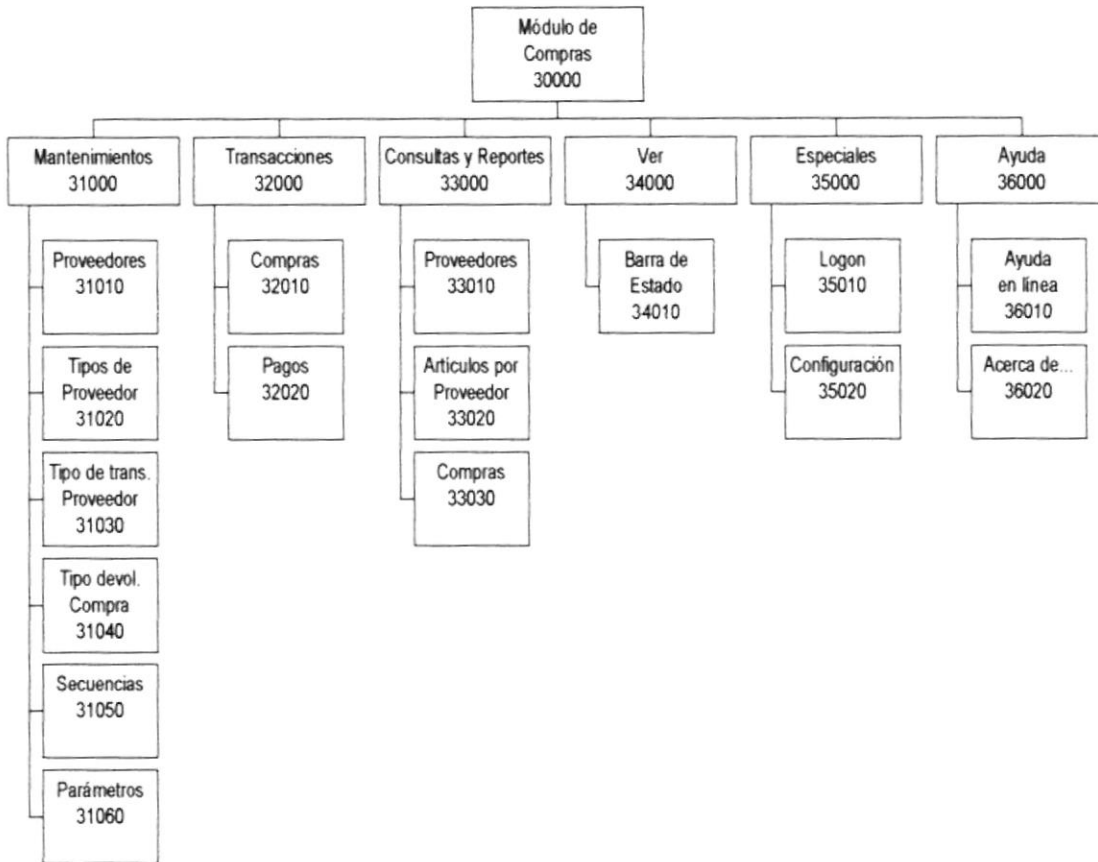 Módulo de
Compras
30000
Mantenimientos
31000
Transacciones
32000
Consultas y Reportes
33000
Ver
34000
Especiales
35000
Ayuda
36000
Proveedores
31010
Tipos de
Proveedor
31020
Tipo de trans.
Proveedor
31030
Tipo devol.
Compra
31040
Secuencias
31050
Parámetros
31060
Compras
32010
Pagos
32020
Proveedores
33010
Artículos por
Proveedor
33020
Compras
33030
Barra de
Estado
34010
Logon
35010
Configuración
35020
Ayuda
en línea
36010
Acerca de...
36020